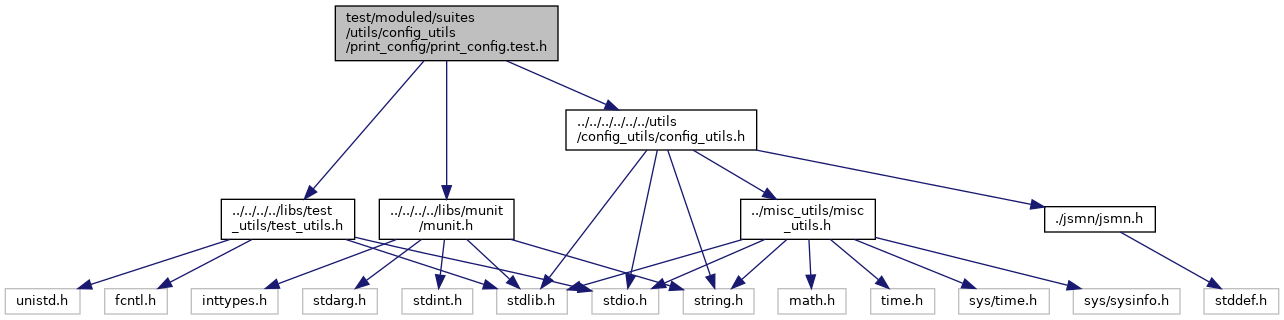 test/moduled/suites
/utils/config_utils
/print_config/print_config.test.h
../../../../../../utils
/config_utils/config_utils.h
../../../../libs/test
_utils/test_utils.h
../../../../libs/munit
/munit.h
../misc_utils/misc
_utils.h
./jsmn/jsmn.h
unistd.h
fcntl.h
inttypes.h
stdarg.h
stdint.h
stdlib.h
stdio.h
string.h
math.h
time.h
sys/time.h
sys/sysinfo.h
stddef.h